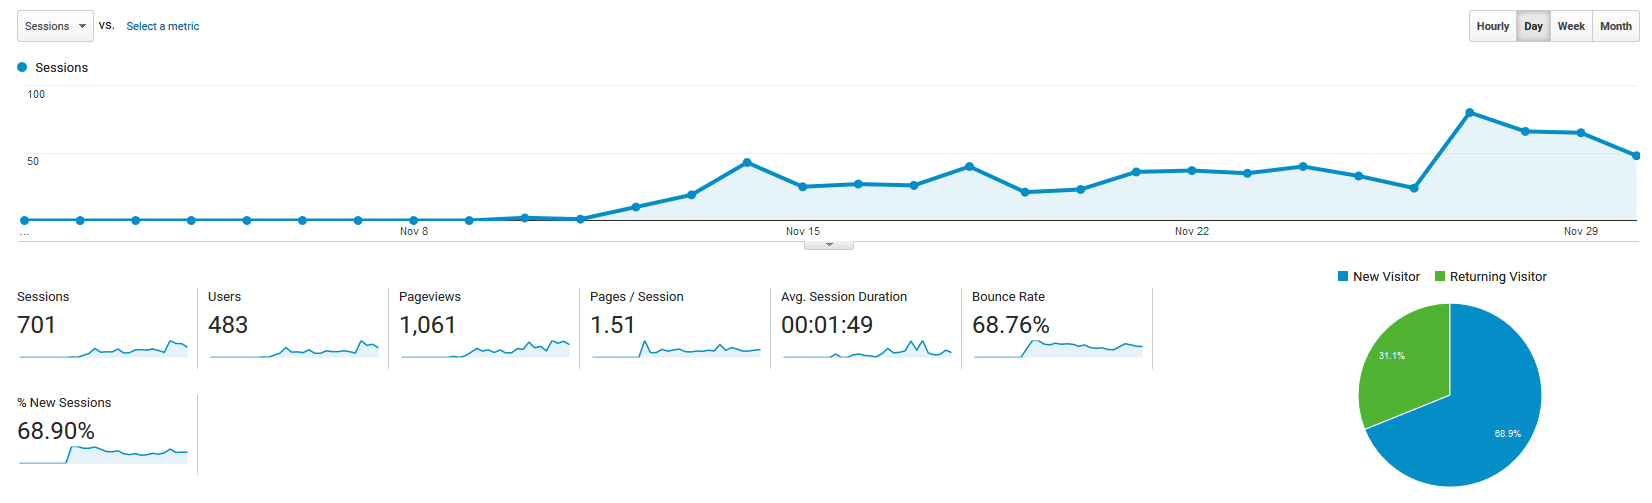 Sessions vs. Select a metric Hourly Day Week Month
Sessions
100
50
... Nov 8 Nov 15 Nov 22 Nov 29
New Visitor Returning Visitor
Sessions Users Pageviews Pages / Session Avg. Session Duration Bounce Rate
701 483 1,061 1.51 00:01:49 68.76%
31.1%
% New Sessions
68.90%
68.9%